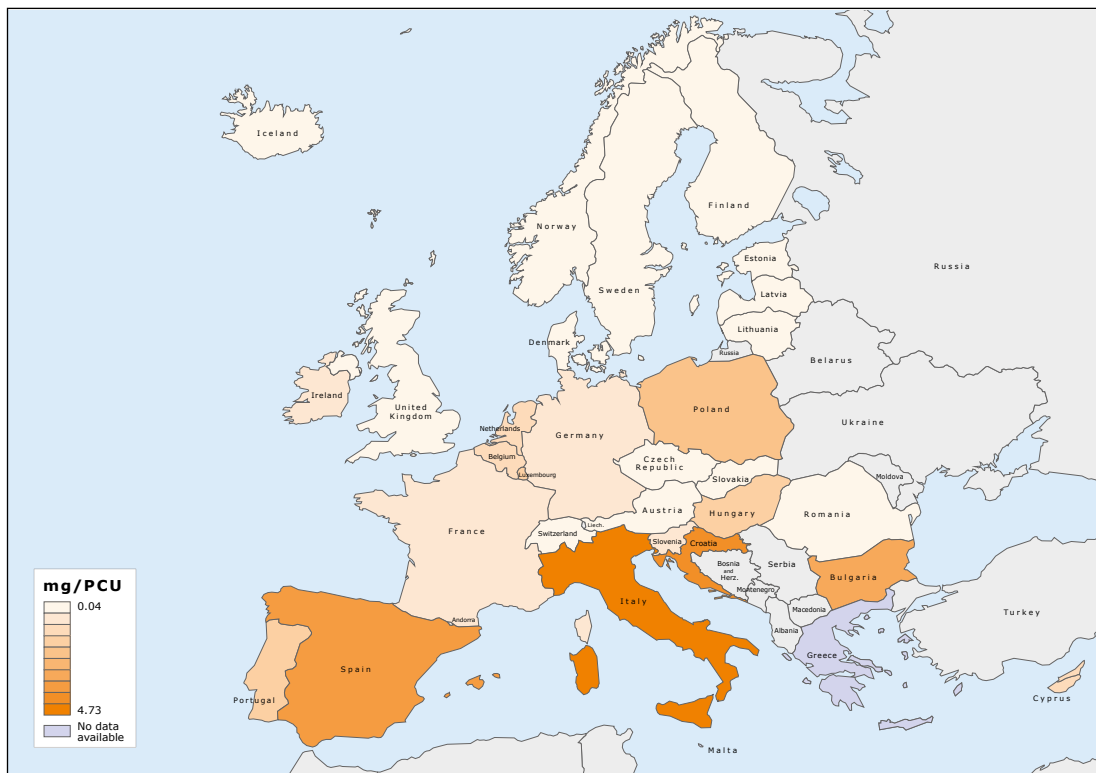 Iceland
Norway
Finland
Sweden
Estonia
Russia
Latvia
Lithuania
Denmark
Russia
Belarus
Ireland
United
Kingdom
Netherlands
Poland
Ukraine
Germany
Belgium
Luxembourg
Czech
Republic
Slovakia
Moldova
France
Austria
Hungary
Romania
Switzerland
Liech.
Slovenia
Croatia
Bosnia
and
Herz.
Serbia
Bulgaria
Montenegro
Italy
Macedonia
Turkey
Andorra
Albania
Spain
Greece
Portugal
Cyprus
Malta
mg/PCU
0.04
4.73
No data
available